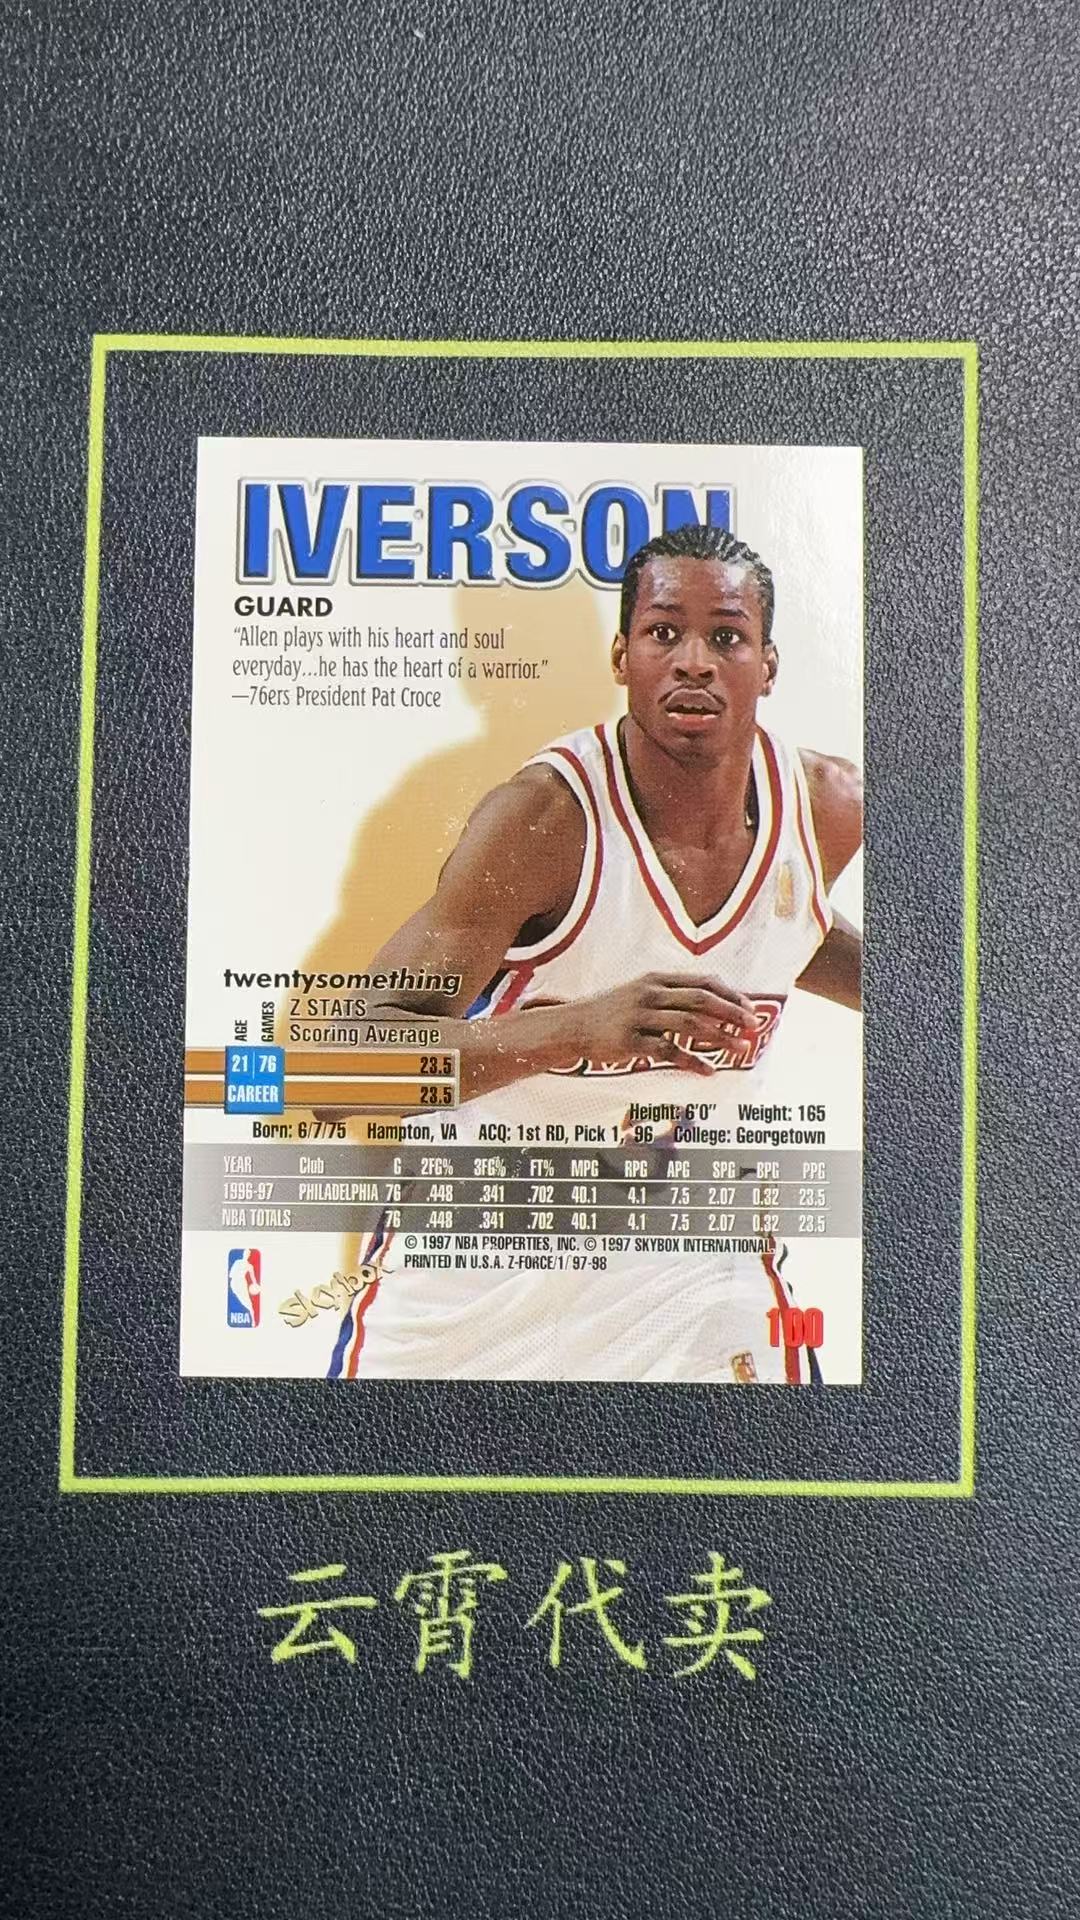 IVERSON
GUARD
“Allen plays with his heart and soul
everyday...he has the heart of a warrior.”
—76ers President Pat Croce
twentysomething
AGE GAMES Z STATS
Scoring Average
21 76 23.5
CAREER 23.5
Height: 6'0" Weight: 165
Born: 6/7/75 Hampton, VA ACQ: 1st RD, Pick 1, 96 College: Georgetown
YEAR Club G 2FG% 3FG% FT% MPG RPG APG SPG BPG PPG
1996-97 PHILADELPHIA 76 .448 .341 .702 40.1 4.1 7.5 2.07 0.32 23.5
NBA TOTALS 76 .448 .341 .702 40.1 4.1 7.5 2.07 0.32 23.5
© 1997 NBA PROPERTIES, INC. © 1997 SKYBOX INTERNATIONAL.
PRINTED IN U.S.A. Z-FORCE/1/97-98
NBA
Skybox
100
云霄代卖